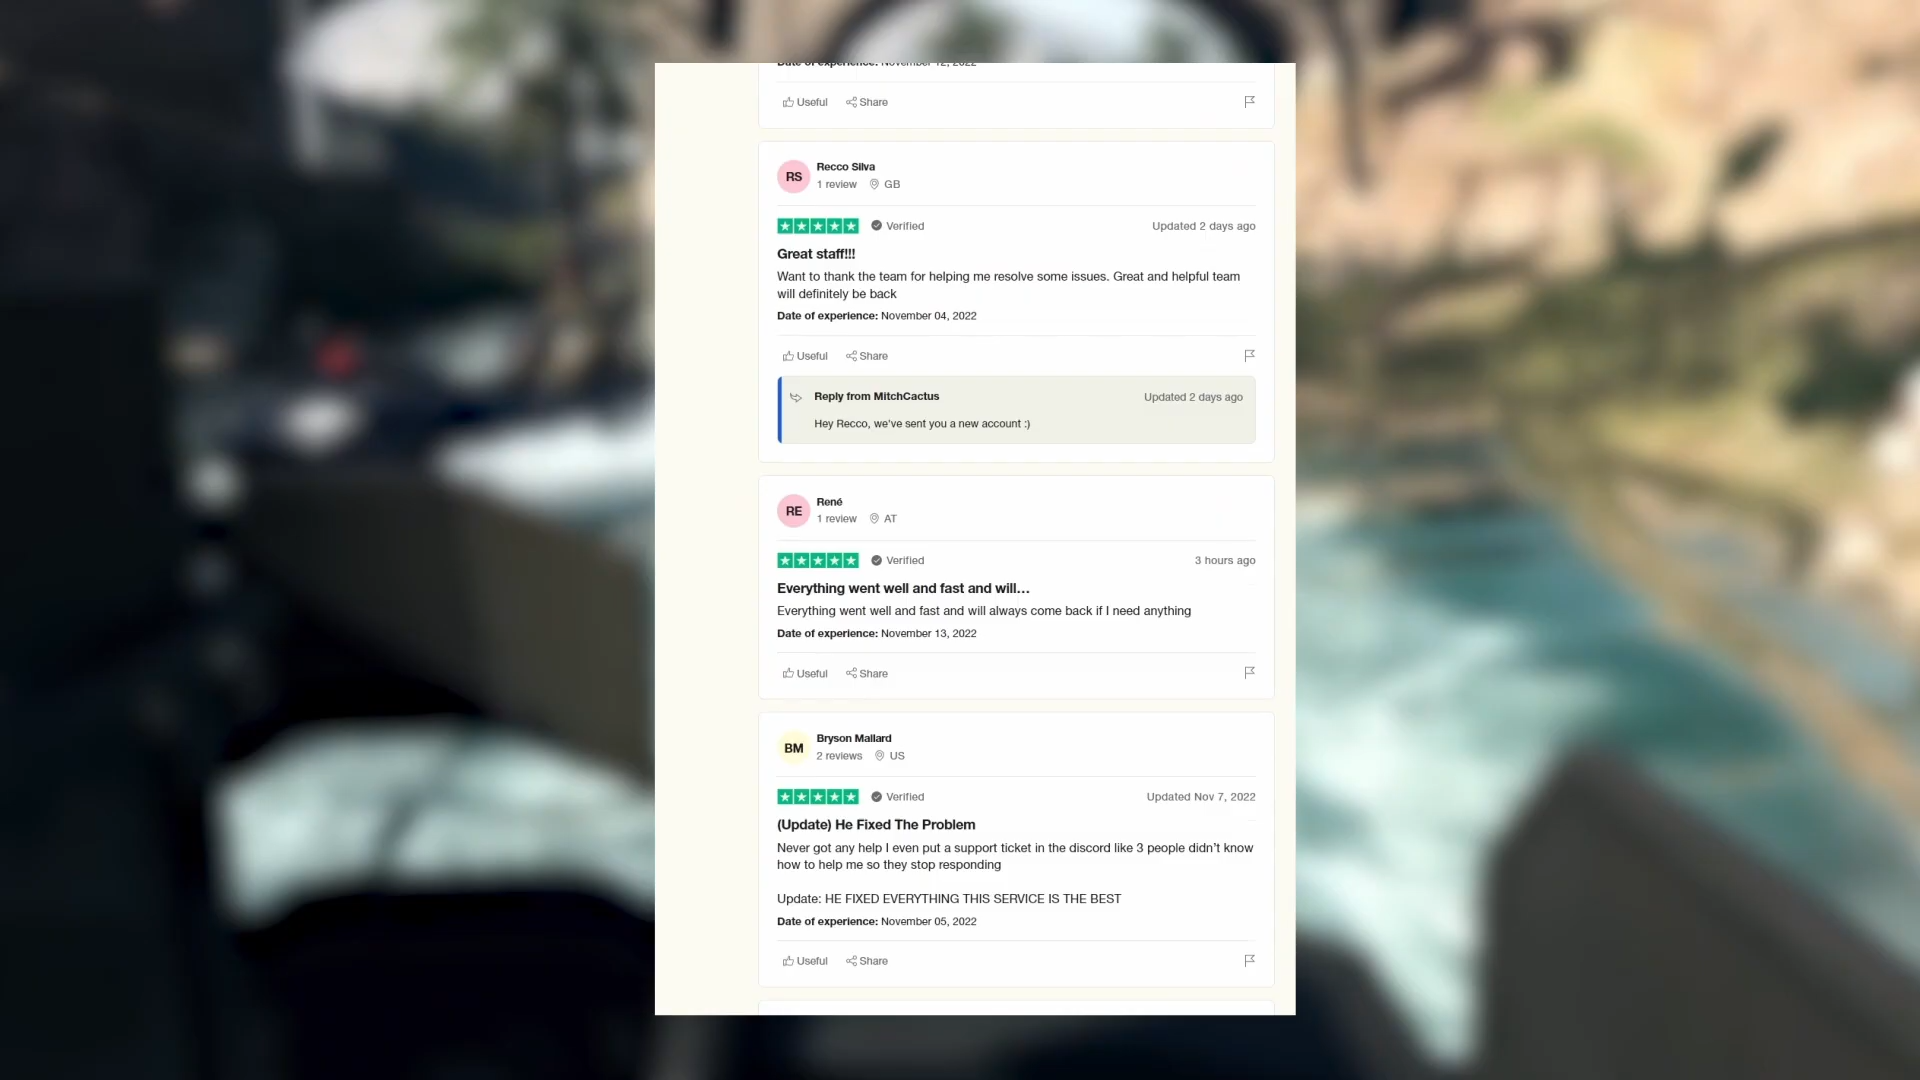 Date of experience: November 12, 2022
Useful Share
RS Recco Silva
1 review GB
Verified Updated 2 days ago
Great staff!!!
Want to thank the team for helping me resolve some issues. Great and helpful team
will definitely be back
Date of experience: November 04, 2022
Useful Share
Reply from MitchCactus Updated 2 days ago
Hey Recco, we've sent you a new account :)
RE René
1 review AT
Verified 3 hours ago
Everything went well and fast and will...
Everything went well and fast and will always come back if I need anything
Date of experience: November 13, 2022
Useful Share
BM Bryson Mallard
2 reviews US
Verified Updated Nov 7, 2022
(Update) He Fixed The Problem
Never got any help I even put a support ticket in the discord like 3 people didn't know
how to help me so they stop responding
Update: HE FIXED EVERYTHING THIS SERVICE IS THE BEST
Date of experience: November 05, 2022
Useful Share